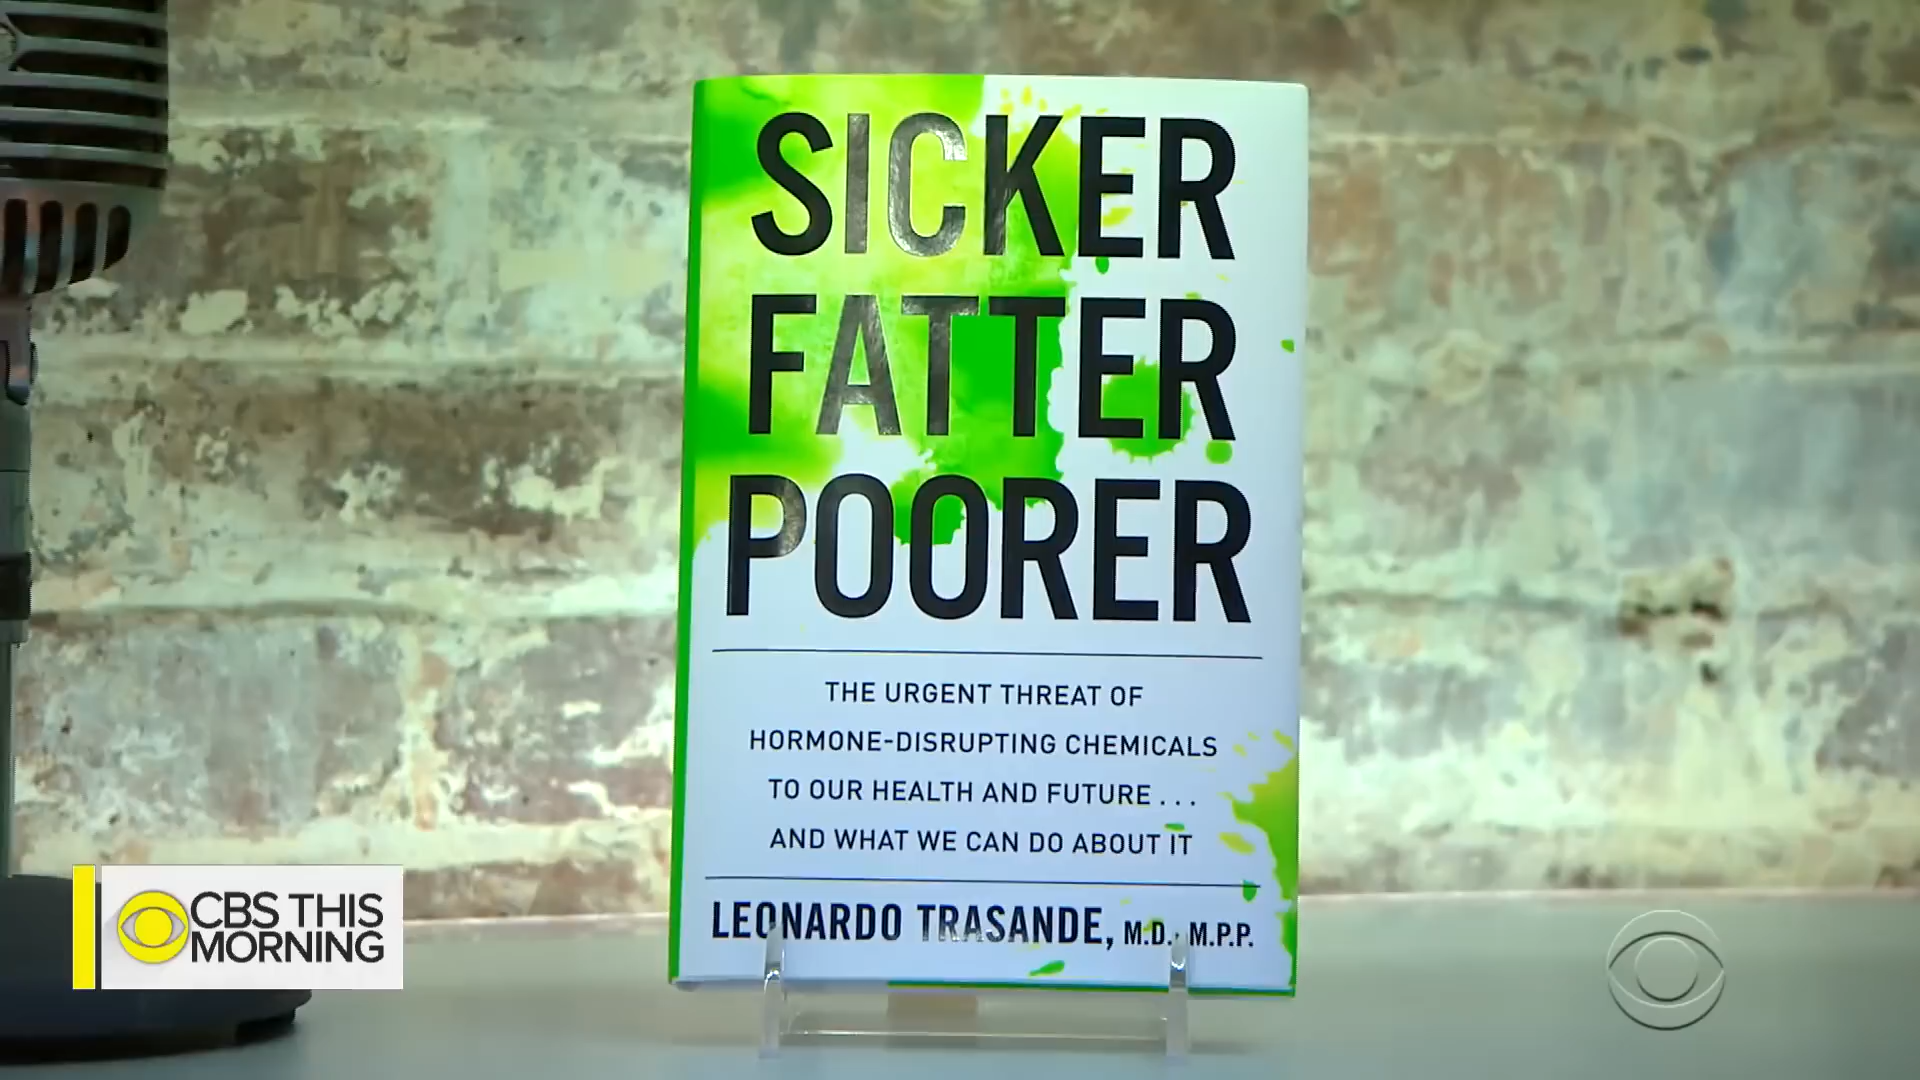 SICKER
FATTER
POORER
THE URGENT THREAT OF
HORMONE-DISRUPTING CHEMICALS
TO OUR HEALTH AND FUTURE . . .
AND WHAT WE CAN DO ABOUT IT
LEONARDO TRASANDE, M.D., M.P.P.
CBS THIS
MORNING